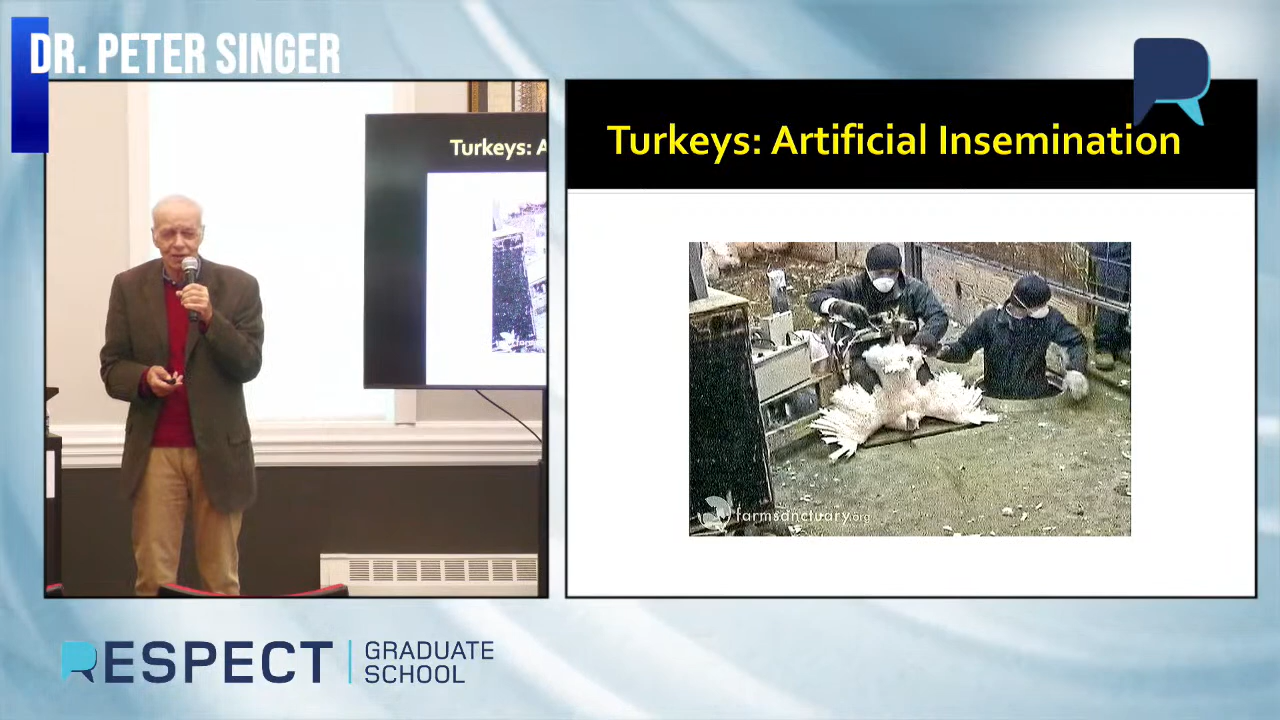 DR. PETER SINGER
Turkeys: A
Turkeys: Artificial Insemination
farmsanctuary.org
RESPECT
GRADUATE
SCHOOL